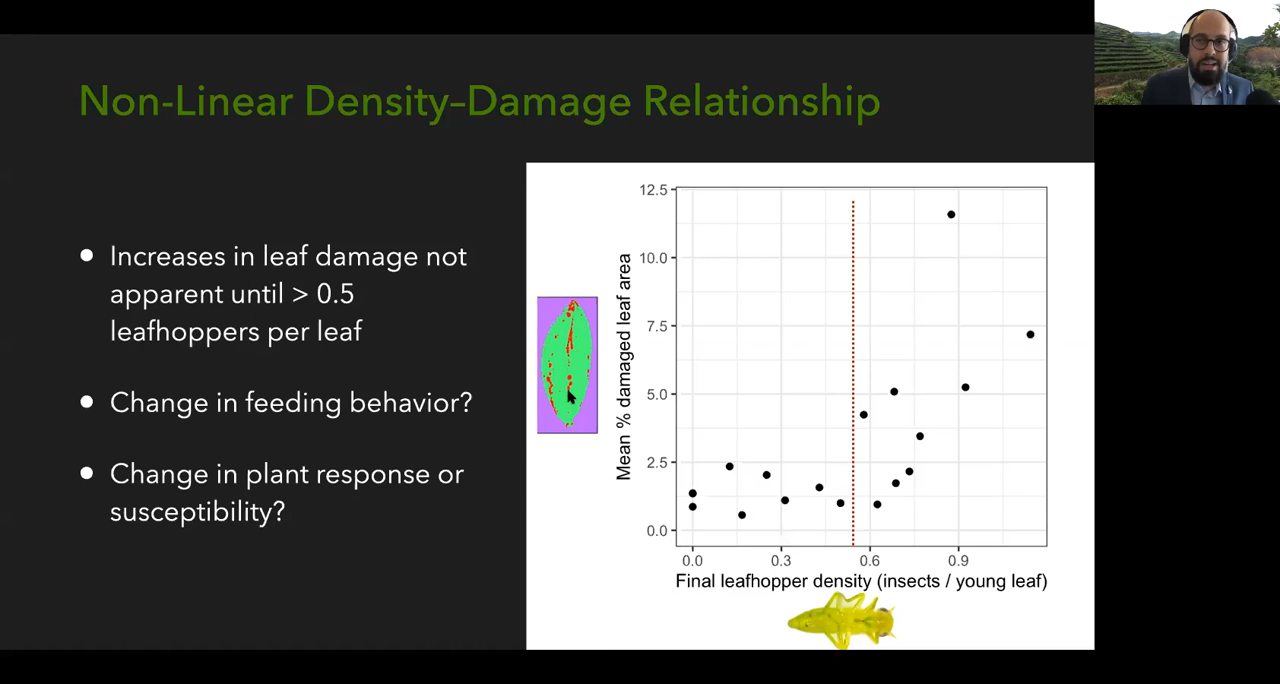 Non-Linear Density–Damage Relationship
• Increases in leaf damage not
apparent until > 0.5
leafhoppers per leaf
• Change in feeding behavior?
• Change in plant response or
susceptibility?
Mean % damaged leaf area
12.5
10.0
7.5
5.0
2.5
0.0
0.0 0.3 0.6 0.9
Final leafhopper density (insects / young leaf)